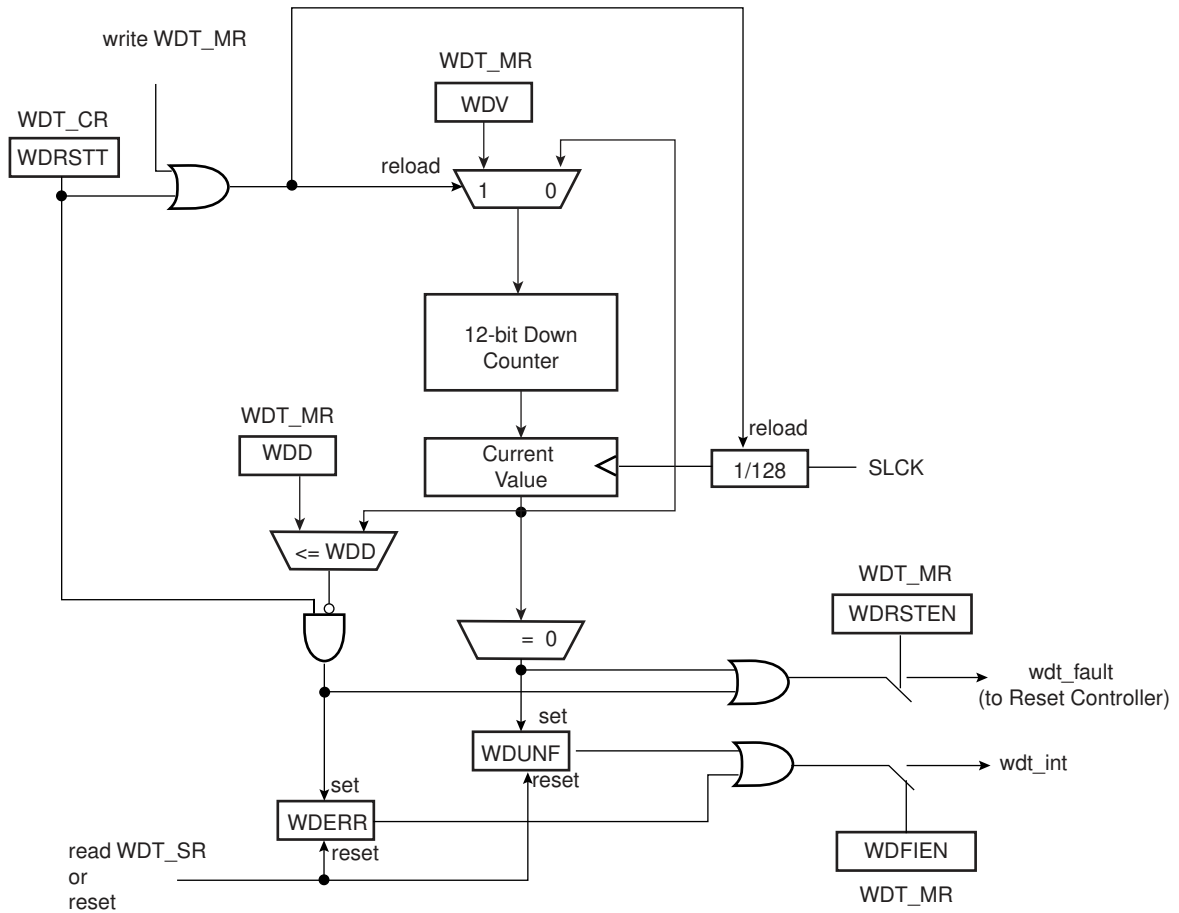 write WDT_MR
WDT_MR
WDV
WDT_CR
WDRSTT
reload
1 0
12-bit Down
Counter
WDT_MR
WDD
reload
Current
Value
1/128
SLCK
<= WDD
WDT_MR
WDRSTEN
= 0
wdt_fault
(to Reset Controller)
set
WDUNF
reset
wdt_int
set
WDERR
reset
WDFIEN
read WDT_SR
or
reset
WDT_MR